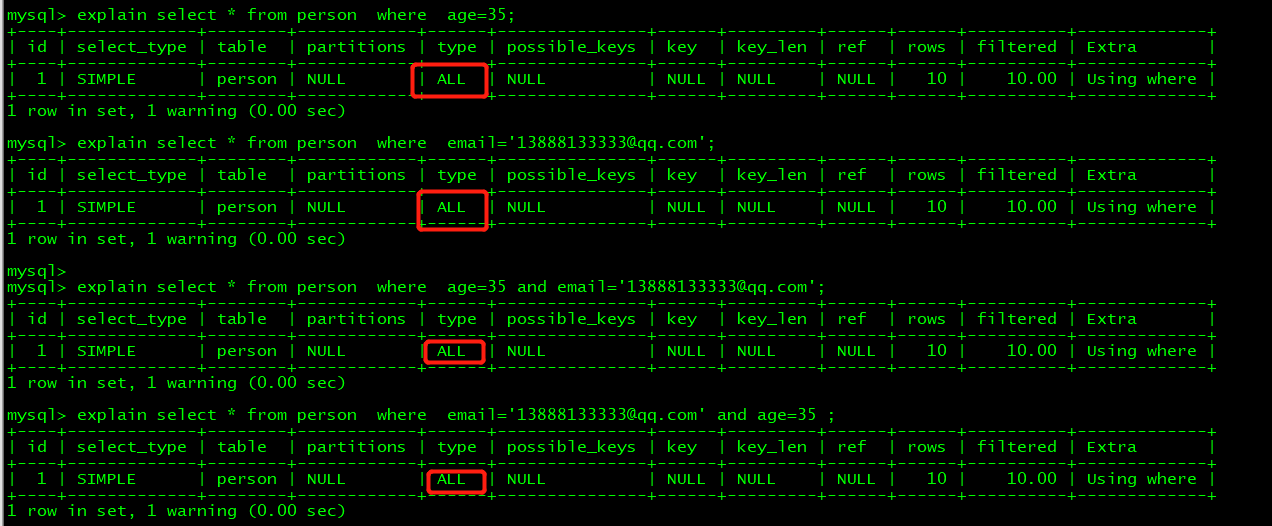 mysql> explain select * from person  where  age=35;
+----+-------------+--------+------------+------+---------------+------+---------+------+------+----------+-------------+
| id | select_type | table  | partitions | type | possible_keys | key  | key_len | ref  | rows | filtered | Extra       |
+----+-------------+--------+------------+------+---------------+------+---------+------+------+----------+-------------+
|  1 | SIMPLE      | person | NULL       | ALL  | NULL          | NULL | NULL    | NULL |   10 |    10.00 | Using where |
+----+-------------+--------+------------+------+---------------+------+---------+------+------+----------+-------------+
1 row in set, 1 warning (0.00 sec)
mysql> explain select * from person  where  email='13888133333@qq.com';
+----+-------------+--------+------------+------+---------------+------+---------+------+------+----------+-------------+
| id | select_type | table  | partitions | type | possible_keys | key  | key_len | ref  | rows | filtered | Extra       |
+----+-------------+--------+------------+------+---------------+------+---------+------+------+----------+-------------+
|  1 | SIMPLE      | person | NULL       | ALL  | NULL          | NULL | NULL    | NULL |   10 |    10.00 | Using where |
+----+-------------+--------+------------+------+---------------+------+---------+------+------+----------+-------------+
1 row in set, 1 warning (0.00 sec)
mysql>
mysql> explain select * from person  where  age=35 and email='13888133333@qq.com';
+----+-------------+--------+------------+------+---------------+------+---------+------+------+----------+-------------+
| id | select_type | table  | partitions | type | possible_keys | key  | key_len | ref  | rows | filtered | Extra       |
+----+-------------+--------+------------+------+---------------+------+---------+------+------+----------+-------------+
|  1 | SIMPLE      | person | NULL       | ALL  | NULL          | NULL | NULL    | NULL |   10 |    10.00 | Using where |
+----+-------------+--------+------------+------+---------------+------+---------+------+------+----------+-------------+
1 row in set, 1 warning (0.00 sec)
mysql> explain select * from person  where  email='13888133333@qq.com' and age=35 ;
+----+-------------+--------+------------+------+---------------+------+---------+------+------+----------+-------------+
| id | select_type | table  | partitions | type | possible_keys | key  | key_len | ref  | rows | filtered | Extra       |
+----+-------------+--------+------------+------+---------------+------+---------+------+------+----------+-------------+
|  1 | SIMPLE      | person | NULL       | ALL  | NULL          | NULL | NULL    | NULL |   10 |    10.00 | Using where |
+----+-------------+--------+------------+------+---------------+------+---------+------+------+----------+-------------+
1 row in set, 1 warning (0.00 sec)